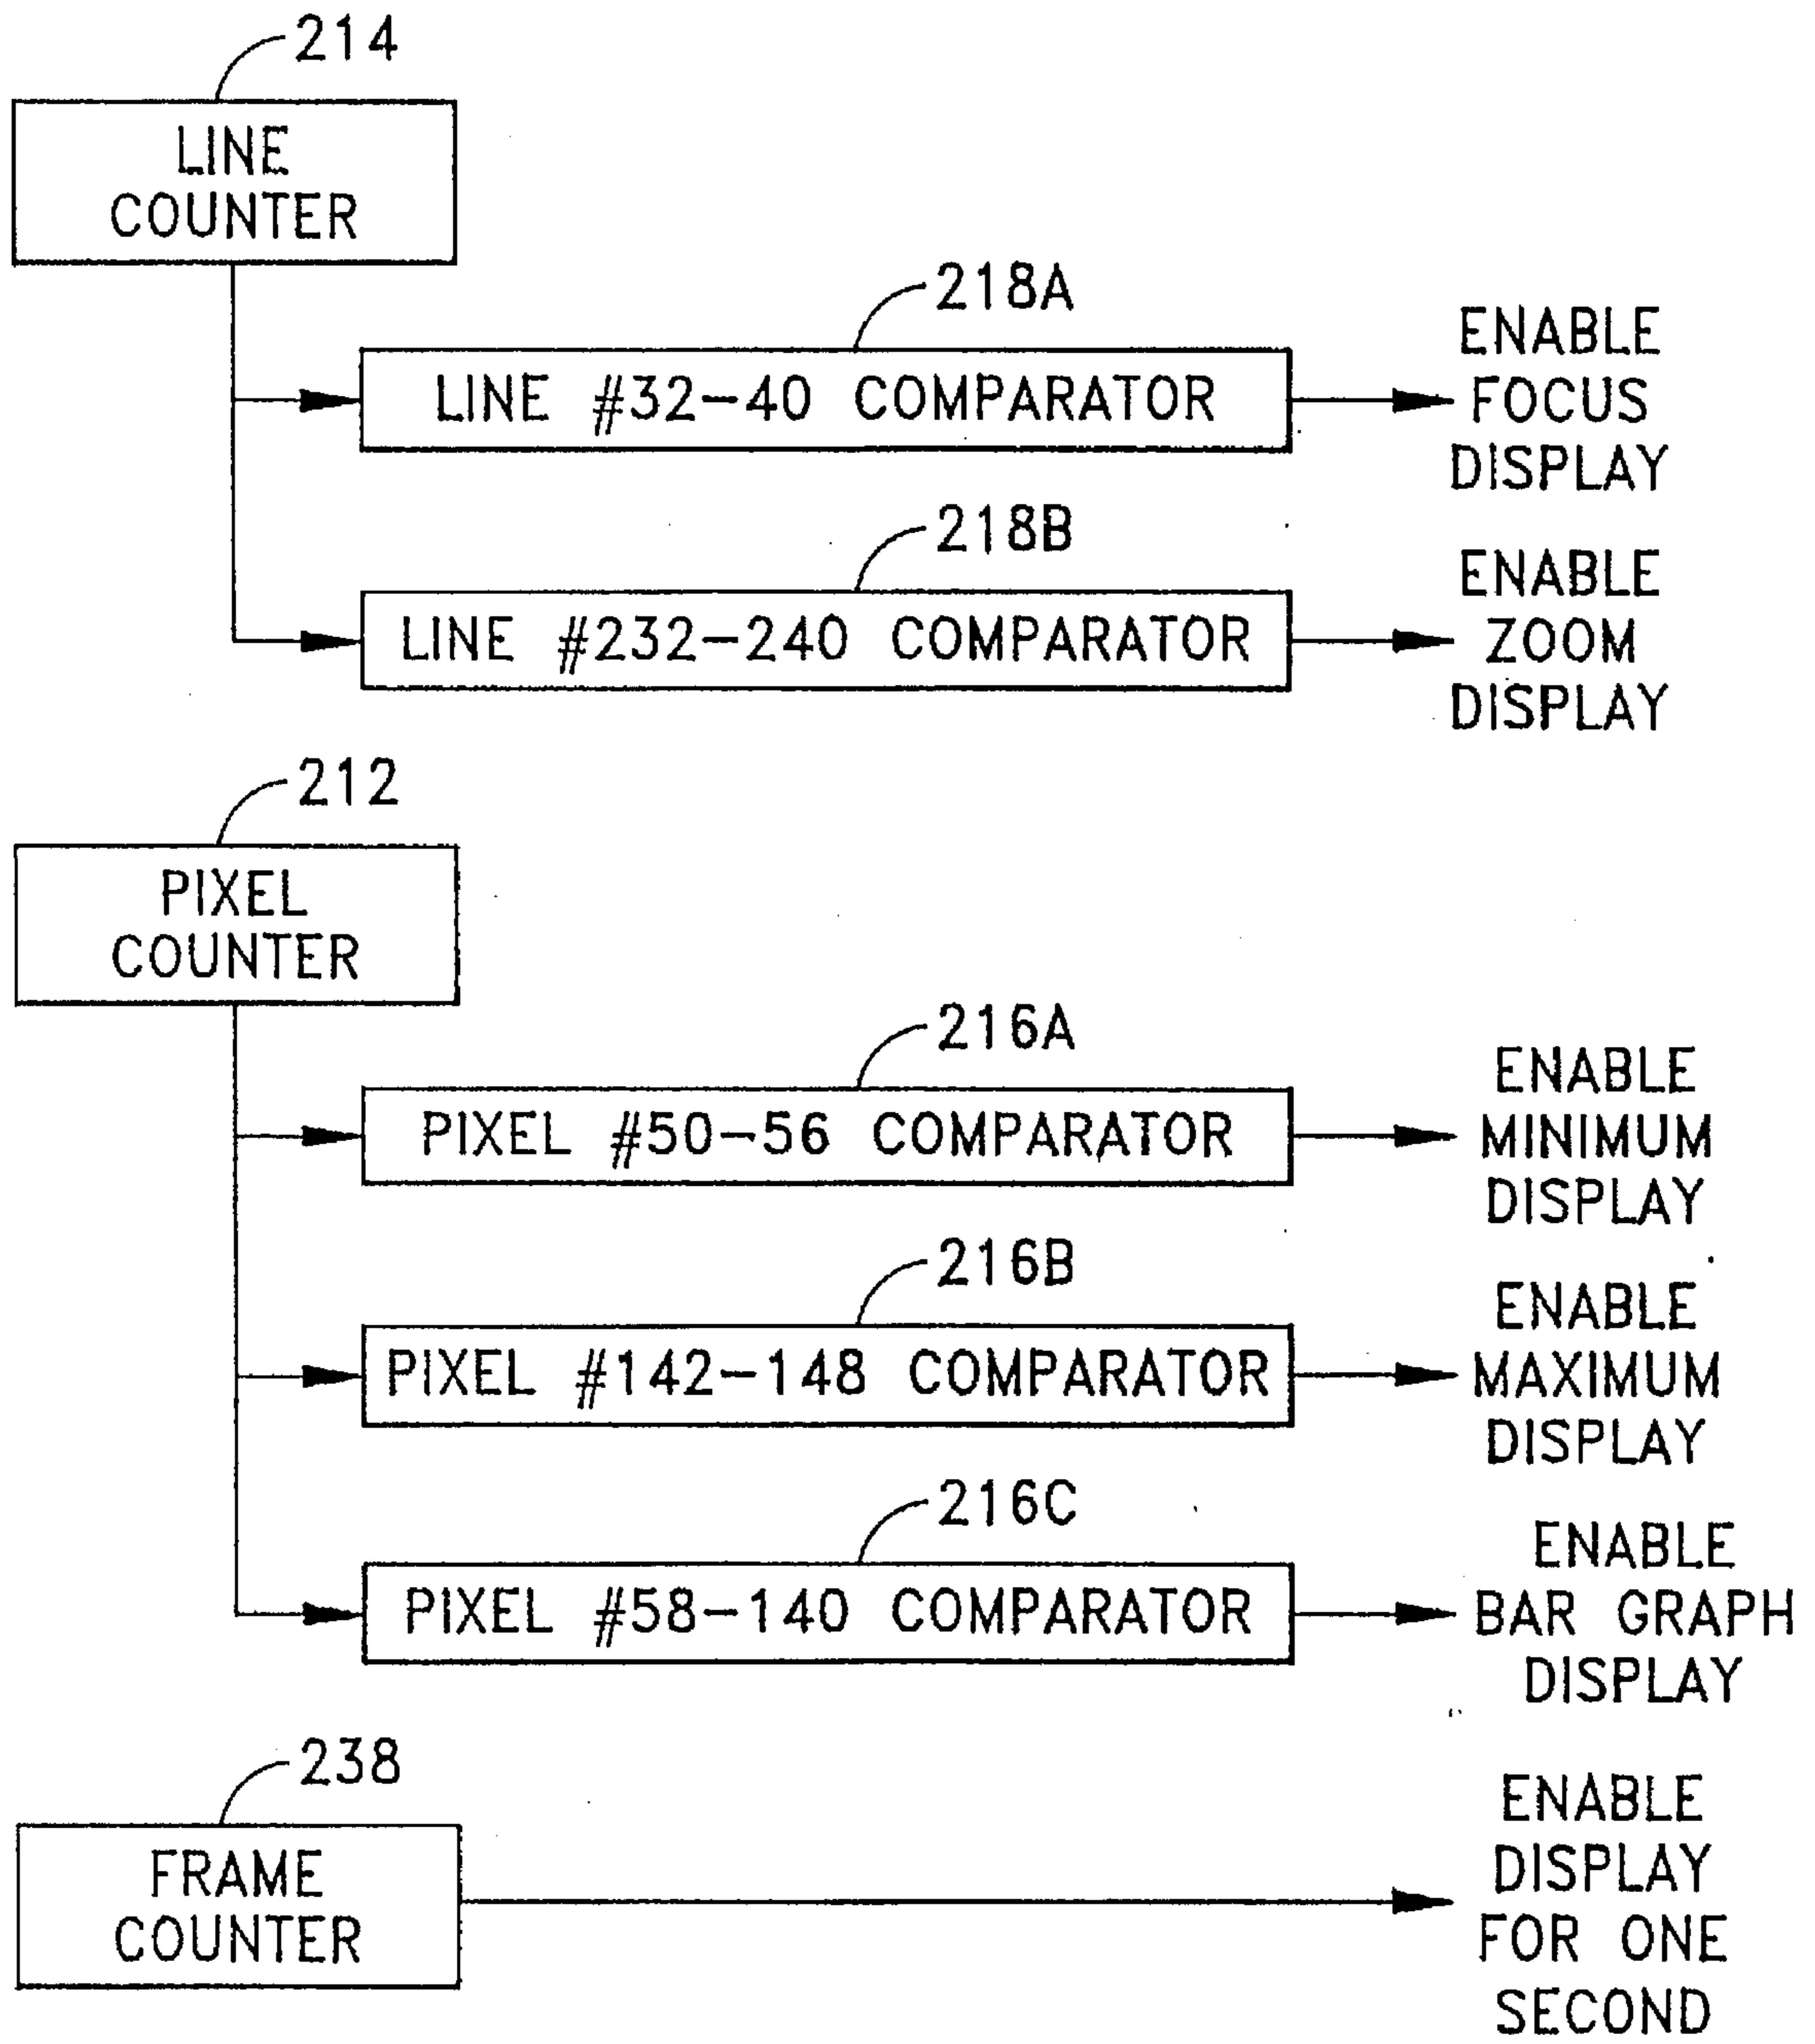 214
LINE
COUNTER
218A
LINE #32-40 COMPARATOR
ENABLE
FOCUS
DISPLAY
218B
LINE #232-240 COMPARATOR
ENABLE
ZOOM
DISPLAY
212
PIXEL
COUNTER
216A
PIXEL #50-56 COMPARATOR
ENABLE
MINIMUM
DISPLAY
216B
PIXEL #142-148 COMPARATOR
ENABLE
MAXIMUM
DISPLAY
216C
PIXEL #58-140 COMPARATOR
ENABLE
BAR GRAPH
DISPLAY
238
FRAME
COUNTER
ENABLE
DISPLAY
FOR ONE
SECOND